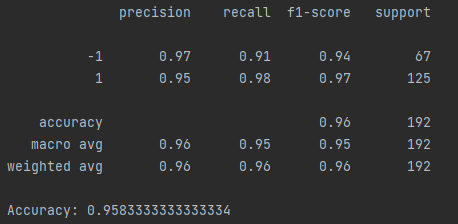 precision recall f1-score support
-1 0.97 0.91 0.94 67
1 0.95 0.98 0.97 125
accuracy 0.96 192
macro avg 0.96 0.95 0.95 192
weighted avg 0.96 0.96 0.96 192
Accuracy: 0.9583333333333334